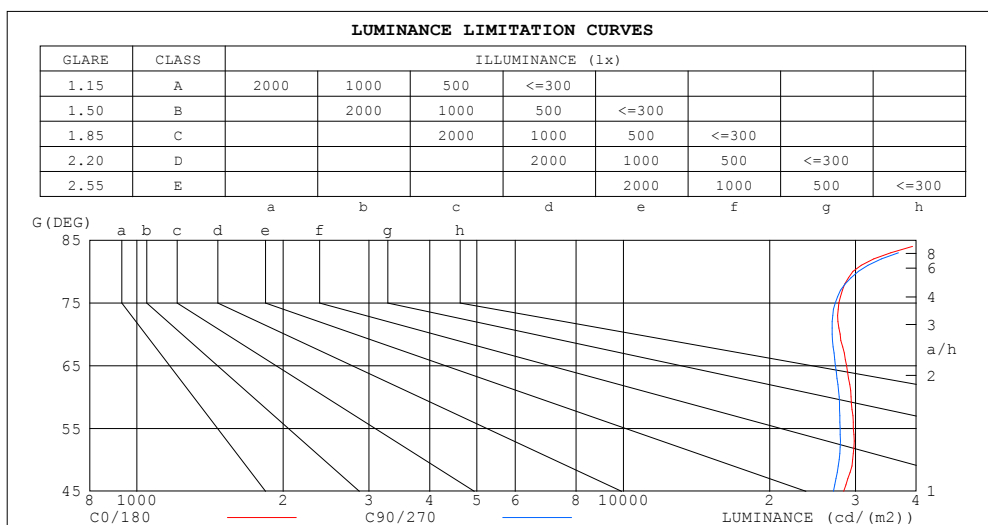 LUMINANCE LIMITATION CURVES
GLARE CLASS ILLUMINANCE (lx)
1.15 A 2000 1000 500 <=300
1.50 B 2000 1000 500 <=300
1.85 C 2000 1000 500 <=300
2.20 D 2000 1000 500 <=300
2.55 E 2000 1000 500 <=300
a b c d e f g h
G(DEG)
85 a b c d e f g h
8
6
75 4
3
a/h
65 2
55
45 1
8 1000 2 3 4 5 6 8 10000 2 3 4
C0/180 C90/270 LUMINANCE (cd/(m2))